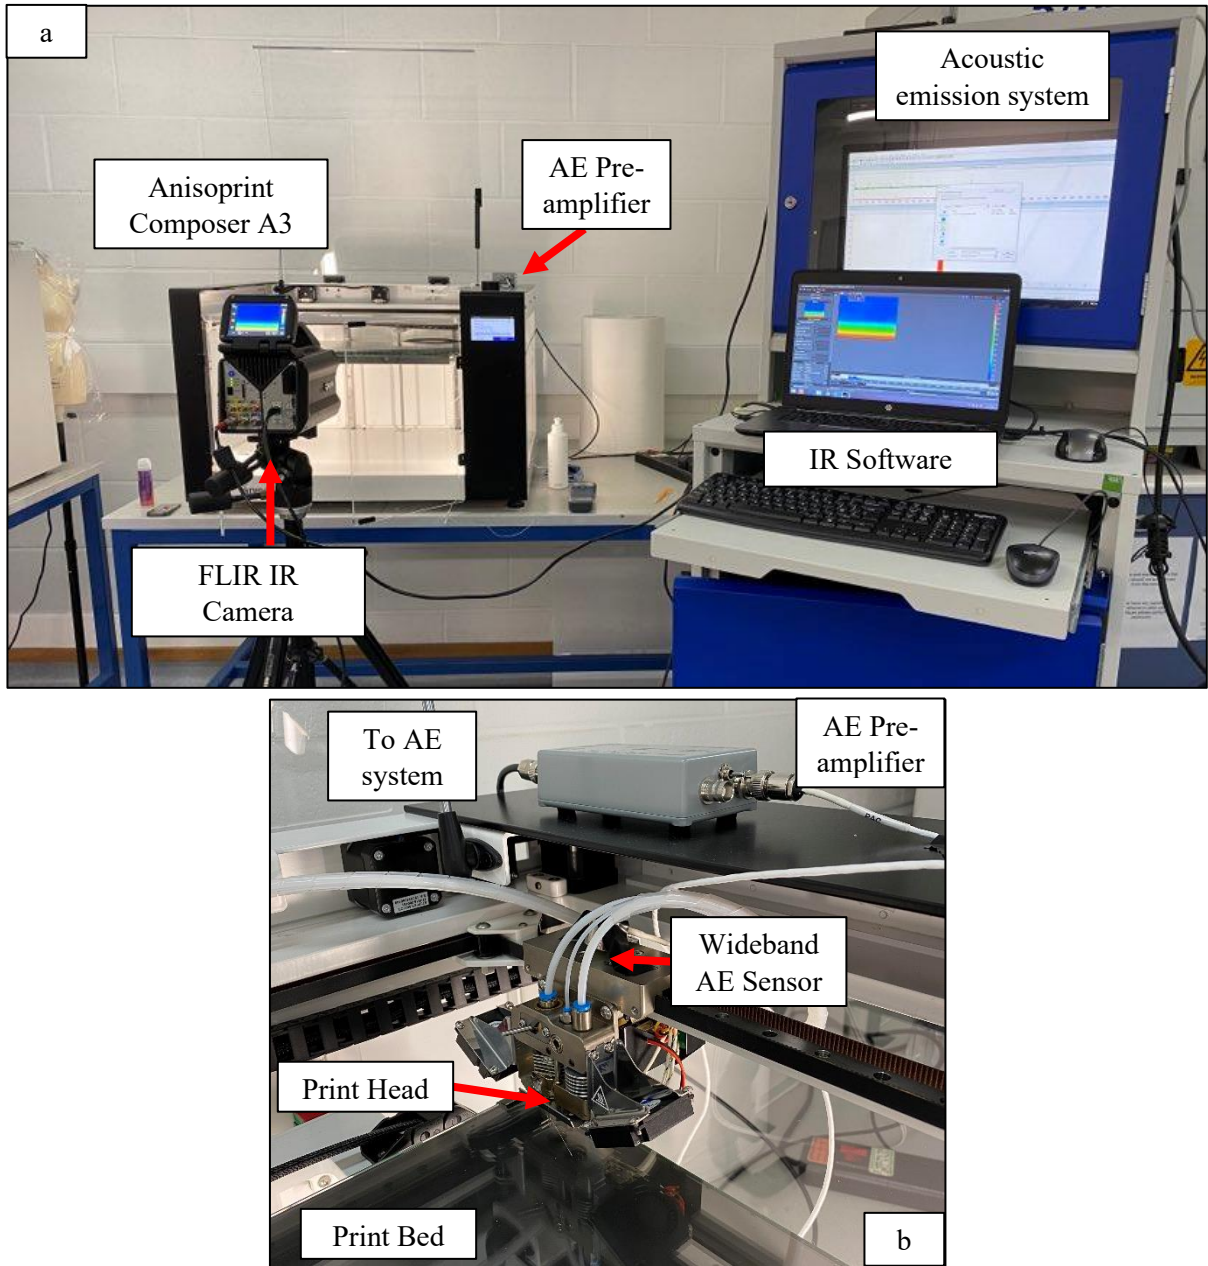 a
Acoustic
emission system
AE Pre-
amplifier
Anisoprint
Composer A3
IR Software
FLIR IR
Camera
To AE
system
AE Pre-
amplifier
PAC
Wideband
AE Sensor
Print Head
Print Bed
b